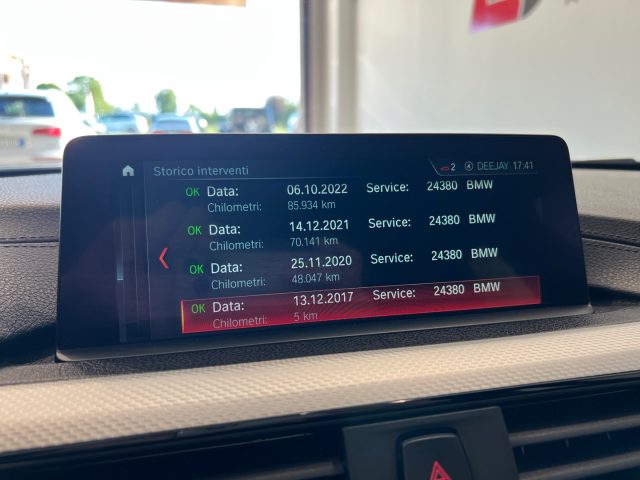 Storico interventi 2 DEEJAY 17:41
OK Data: 06.10.2022 Service: 24380 BMW
Chilometri: 85.934 km
OK Data: 14.12.2021 Service: 24380 BMW
Chilometri: 70.141 km
OK Data: 25.11.2020 Service: 24380 BMW
Chilometri: 48.047 km
OK Data: 13.12.2017 Service: 24380 BMW
Chilometri: 5 km